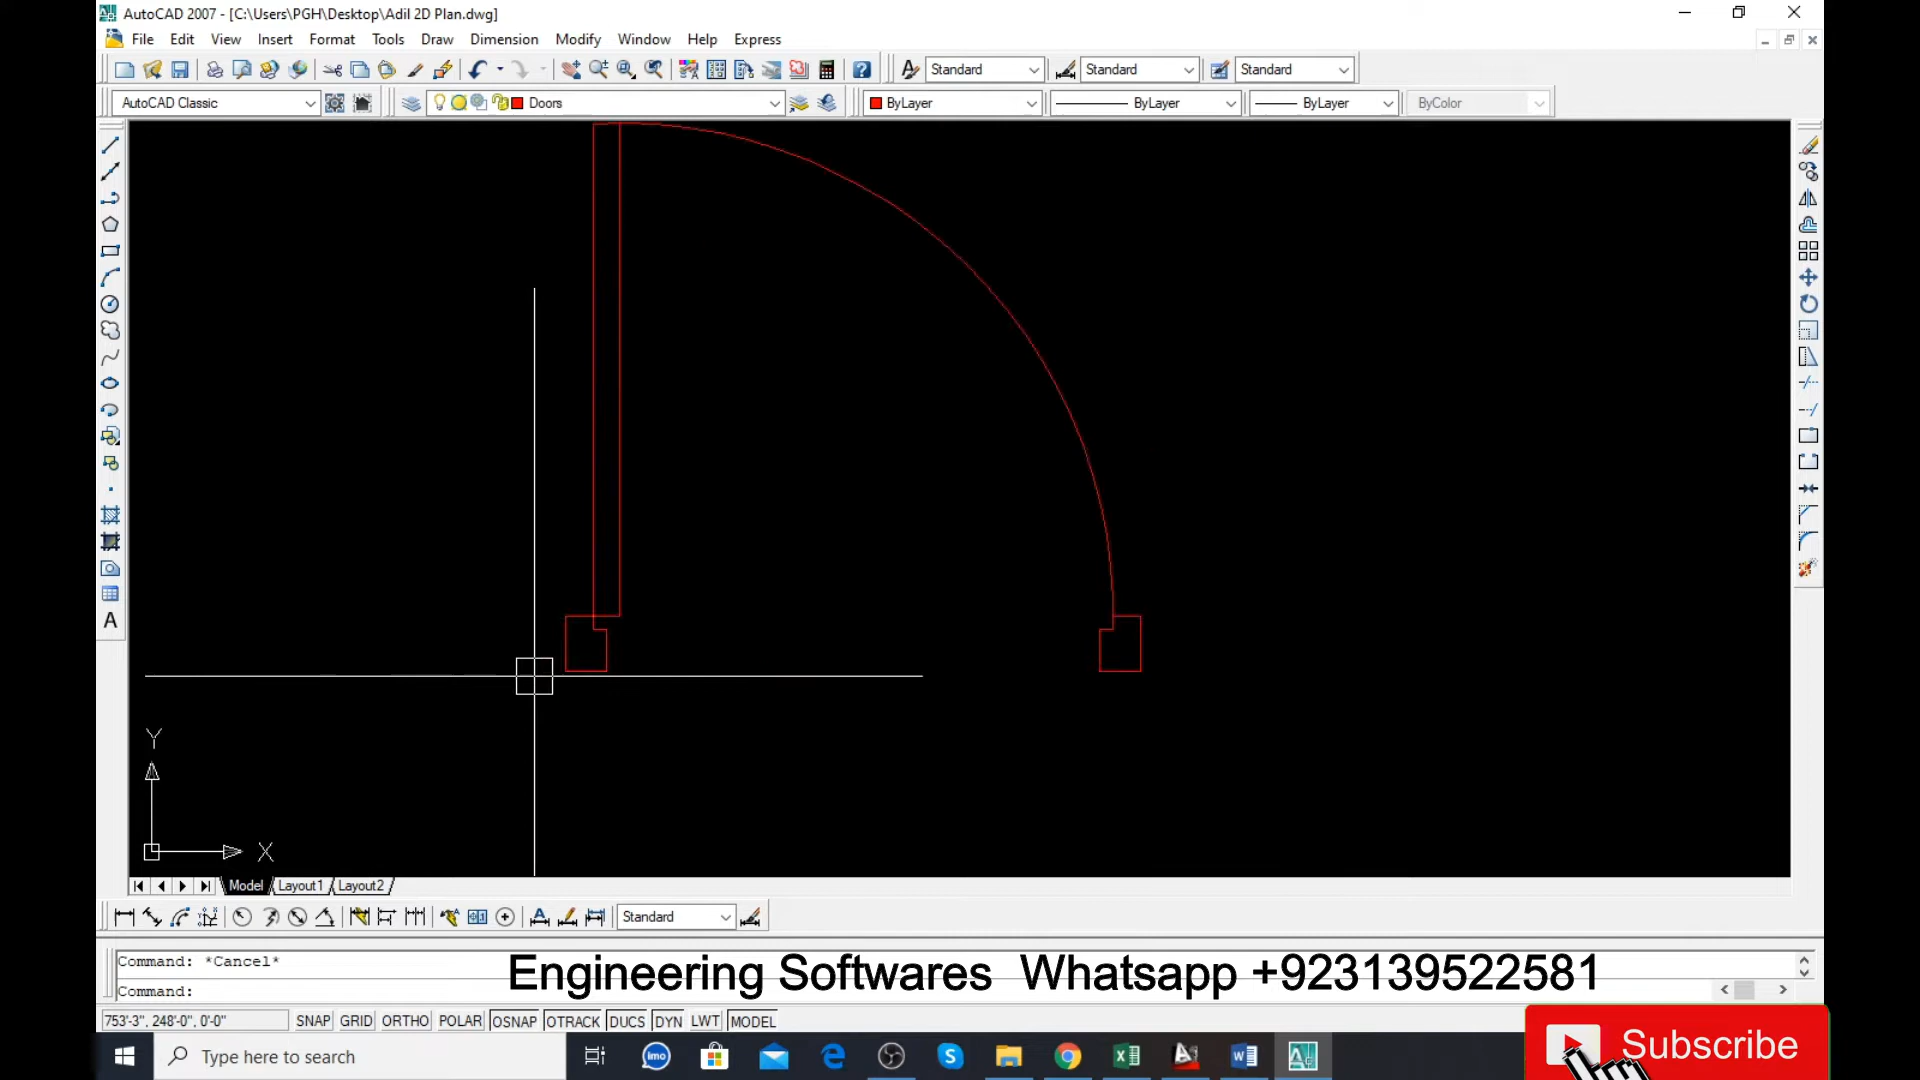 AutoCAD 2007 - [C:\Users\PGH\Desktop\Adil 2D Plan.dwg]
File Edit View Insert Format Tools Draw Dimension Modify Window Help Express
Standard Standard Standard
AutoCAD Classic Doors ByLayer ByLayer ByLayer ByColor
A
Y
X
Model Layout1 Layout2
Standard
Command: *Cancel*
Command:
Engineering Softwares Whatsapp +923139522581
753'-3", 248'-0", 0'-0" SNAP GRID ORTHO POLAR OSNAP OTRACK DUCS DYN LWT MODEL
Type here to search
imo
Subscribe